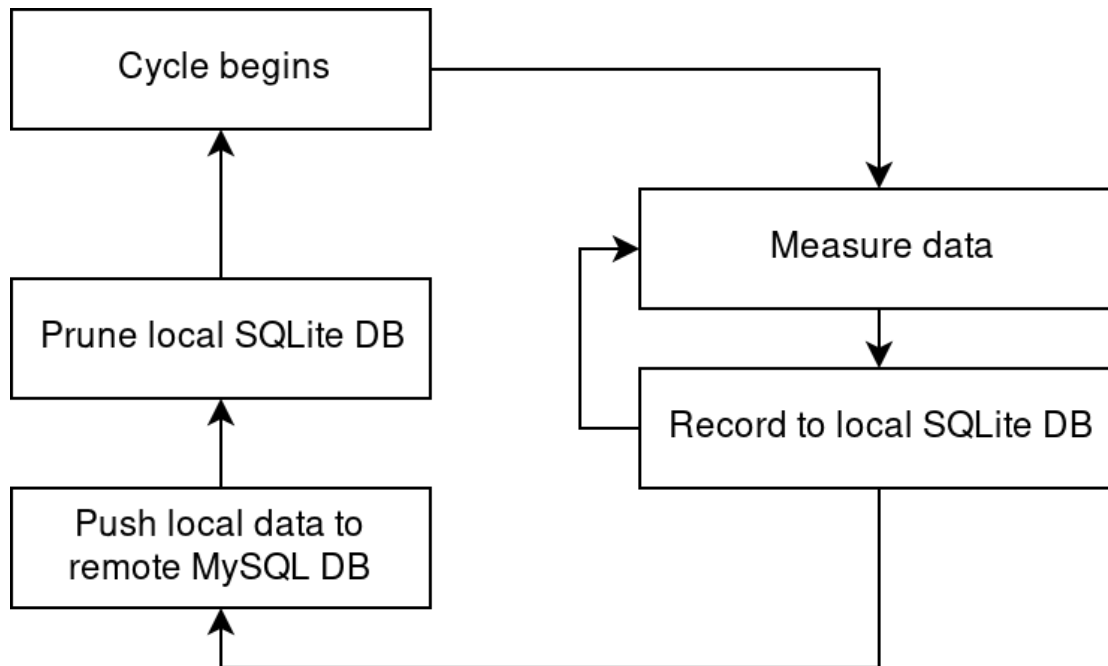 Cycle begins
Measure data
Prune local SQLite DB
Record to local SQLite DB
Push local data to
remote MySQL DB